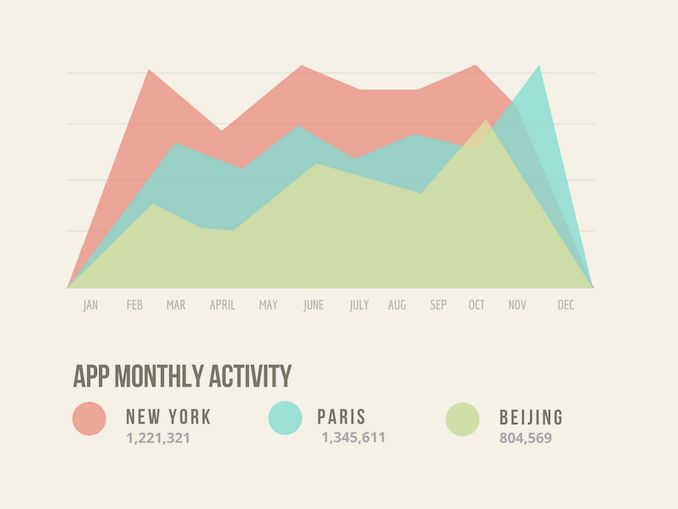 JAN FEB MAR APRIL MAY JUNE JULY AUG SEP OCT NOV DEC
APP MONTHLY ACTIVITY
NEW YORK PARIS BEIJING
1,221,321 1,345,611 804,569